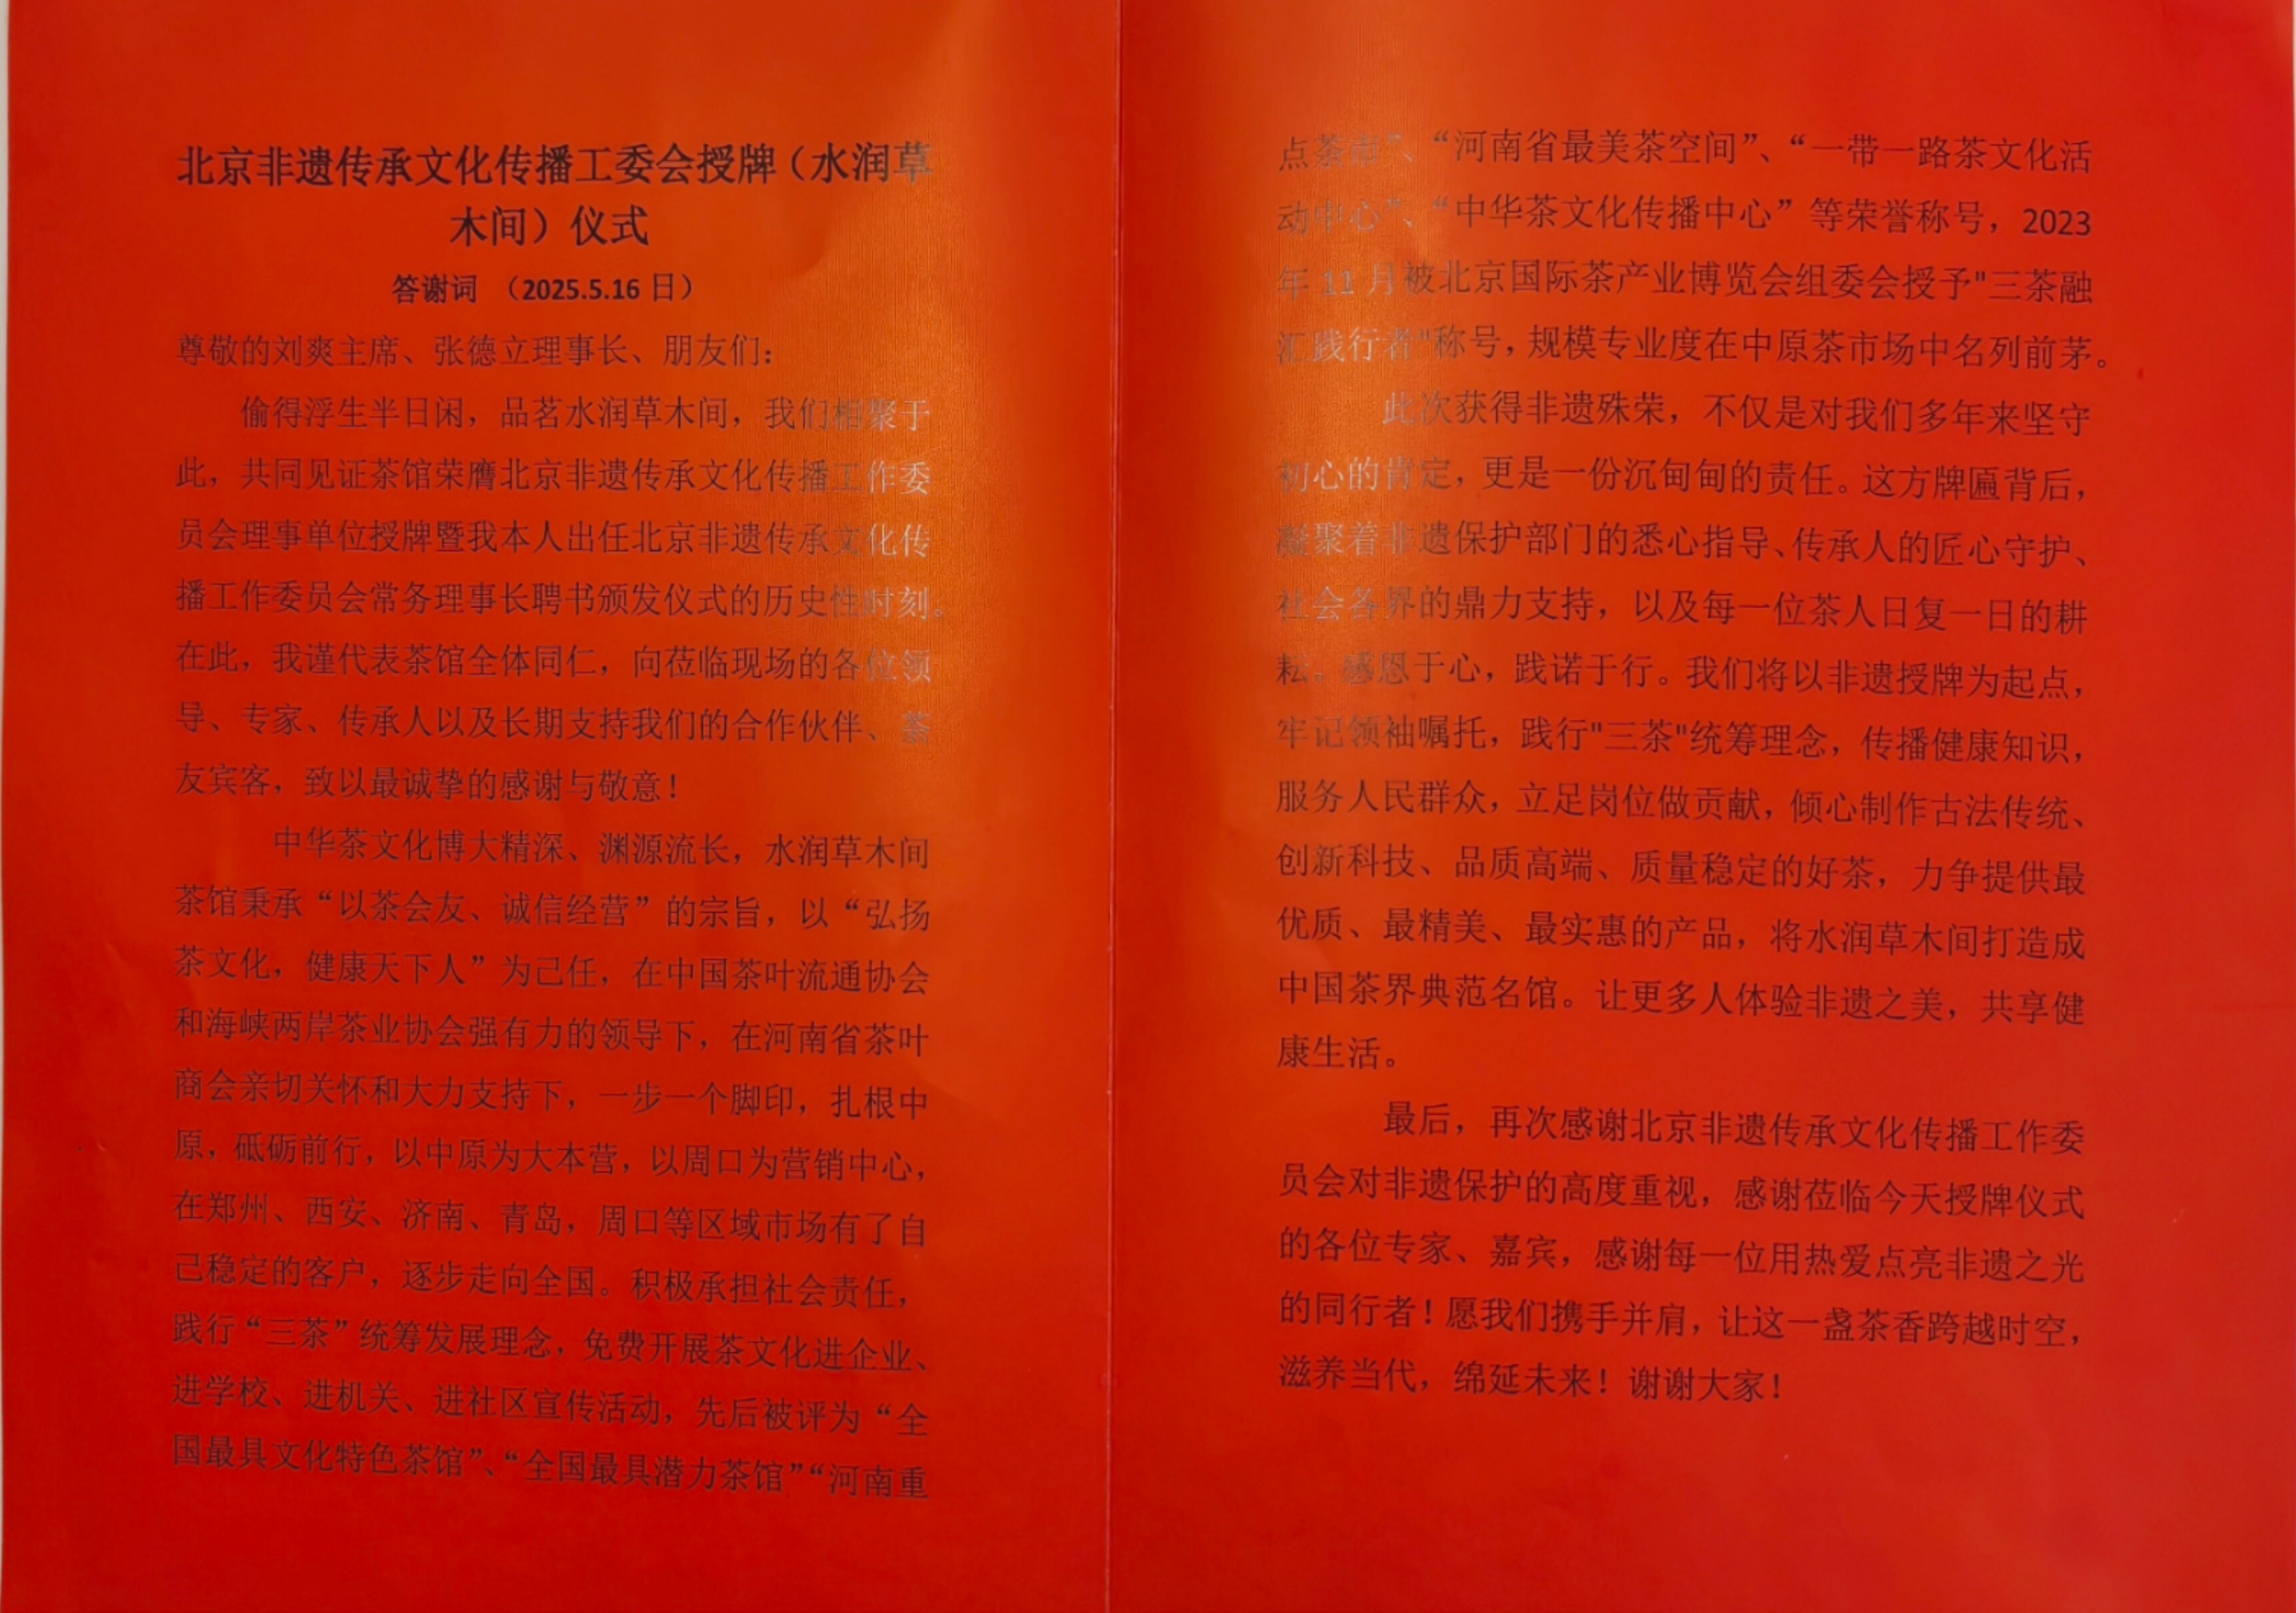 北京非遗传承文化传播工委会授牌（水润草
木间）仪式
答谢词 （2025.5.16 日）
尊敬的刘爽主席、张德立理事长、朋友们：
偷得浮生半日闲，品茗水润草木间，我们相聚于
此，共同见证茶馆荣膺北京非遗传承文化传播工作委
员会理事单位授牌暨我本人出任北京非遗传承文化传
播工作委员会常务理事长聘书颁发仪式的历史性时刻。
在此，我谨代表茶馆全体同仁，向莅临现场的各位领
导、专家、传承人以及长期支持我们的合作伙伴、茶
友宾客，致以最诚挚的感谢与敬意！
中华茶文化博大精深、渊源流长，水润草木间
茶馆秉承“以茶会友、诚信经营”的宗旨，以“弘扬
茶文化，健康天下人”为己任，在中国茶叶流通协会
和海峡两岸茶业协会强有力的领导下，在河南省茶叶
商会亲切关怀和大力支持下，一步一个脚印，扎根中
原，砥砺前行，以中原为大本营，以周口为营销中心，
在郑州、西安、济南、青岛，周口等区域市场有了自
己稳定的客户，逐步走向全国。积极承担社会责任，
践行“三茶”统筹发展理念，免费开展茶文化进企业、
进学校、进机关、进社区宣传活动，先后被评为“全
国最具文化特色茶馆”、“全国最具潜力茶馆”“河南重
点茶市”、“河南省最美茶空间”、“一带一路茶文化活
动中心”、“中华茶文化传播中心”等荣誉称号，2023
年 11 月被北京国际茶产业博览会组委会授予"三茶融
汇践行者"称号，规模专业度在中原茶市场中名列前茅。
此次获得非遗殊荣，不仅是对我们多年来坚守
初心的肯定，更是一份沉甸甸的责任。这方牌匾背后，
凝聚着非遗保护部门的悉心指导、传承人的匠心守护、
社会各界的鼎力支持，以及每一位茶人日复一日的耕
耘。感恩于心，践诺于行。我们将以非遗授牌为起点，
牢记领袖嘱托，践行"三茶"统筹理念，传播健康知识，
服务人民群众，立足岗位做贡献，倾心制作古法传统、
创新科技、品质高端、质量稳定的好茶，力争提供最
优质、最精美、最实惠的产品，将水润草木间打造成
中国茶界典范名馆。让更多人体验非遗之美，共享健
康生活。
最后，再次感谢北京非遗传承文化传播工作委
员会对非遗保护的高度重视，感谢莅临今天授牌仪式
的各位专家、嘉宾，感谢每一位用热爱点亮非遗之光
的同行者！愿我们携手并肩，让这一盏茶香跨越时空，
滋养当代，绵延未来！谢谢大家！